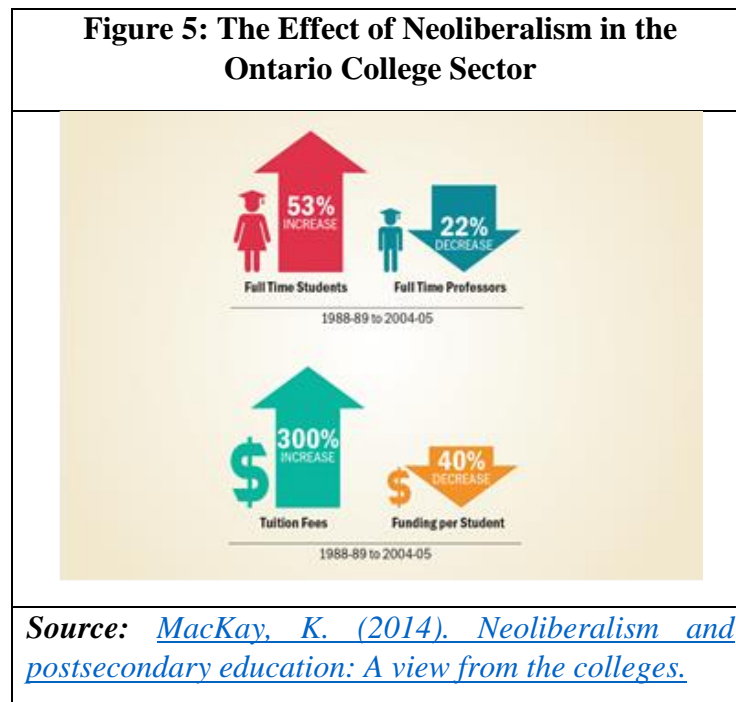 Figure 5: The Effect of Neoliberalism in the
Ontario College Sector
53%
INCREASE
22%
DECREASE
Full Time Students
Full Time Professors
1988-89 to 2004-05
$
300%
INCREASE
$
40%
DECREASE
Tuition Fees
Funding per Student
1988-89 to 2004-05
Source: MacKay, K. (2014). Neoliberalism and
postsecondary education: A view from the colleges.